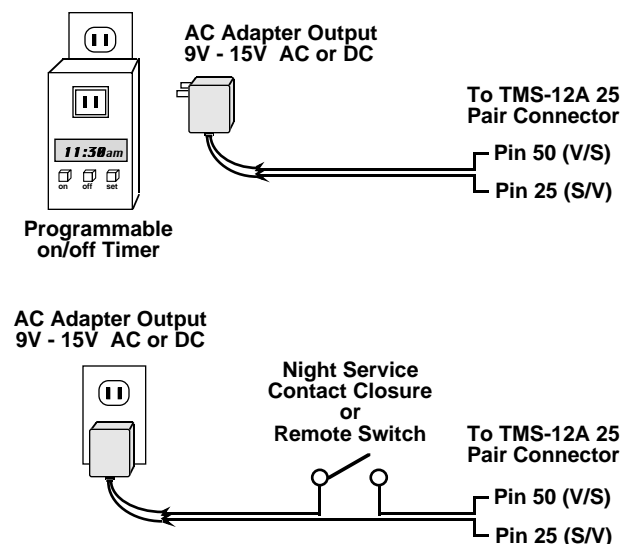 AC Adapter Output
9V - 15V AC or DC
To TMS-12A 25
Pair Connector
Pin 50 (V/S)
Pin 25 (S/V)
11:30am
on off set
Programmable
on/off Timer
AC Adapter Output
9V - 15V AC or DC
Night Service
Contact Closure
or
Remote Switch
To TMS-12A 25
Pair Connector
Pin 50 (V/S)
Pin 25 (S/V)